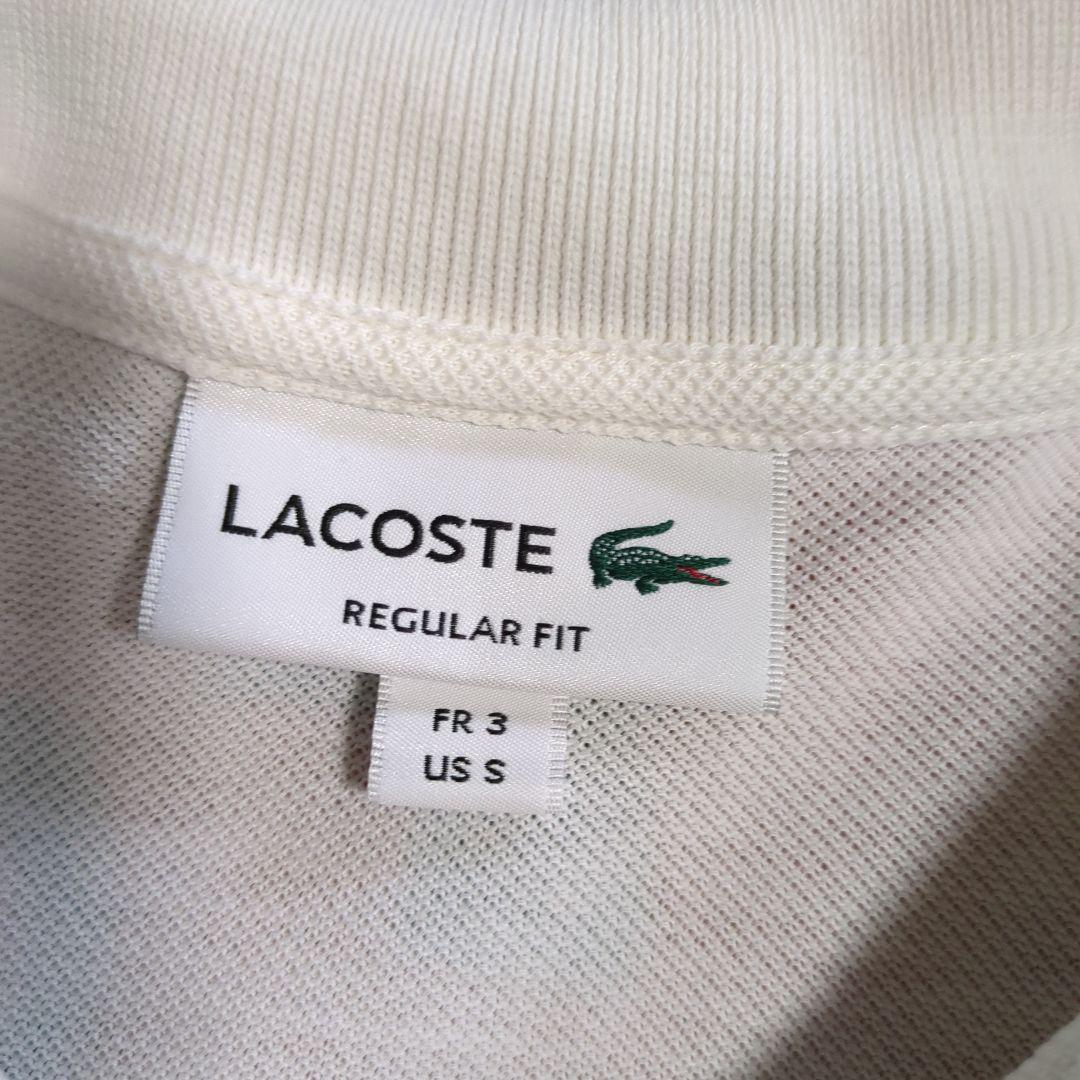 LACOSTE
REGULAR FIT
FR 3
US S